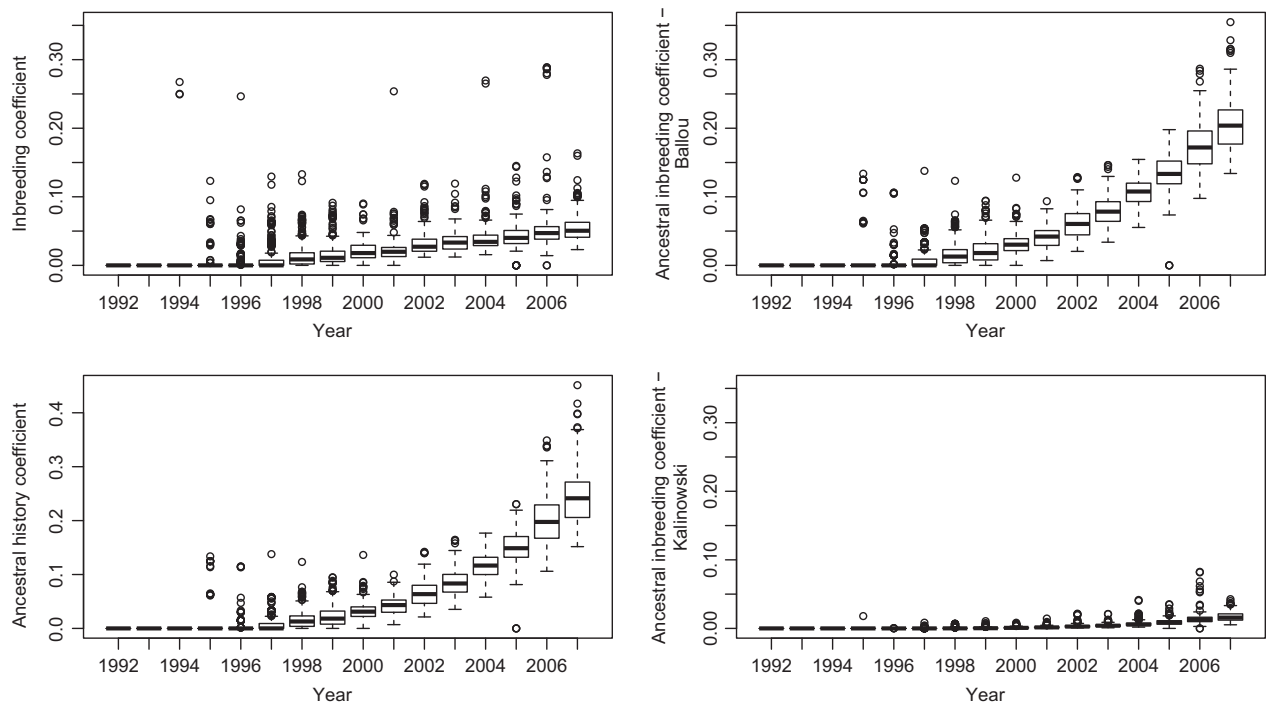 Inbreeding coefficient
0.00 0.10 0.20 0.30
1992 1994 1996 1998 2000 2002 2004 2006
Year
Ancestral inbreeding coefficient –
Ballou
0.00 0.10 0.20 0.30
1992 1994 1996 1998 2000 2002 2004 2006
Year
Ancestral history coefficient
0.0 0.1 0.2 0.3 0.4
1992 1994 1996 1998 2000 2002 2004 2006
Year
Ancestral inbreeding coefficient –
Kalinowski
0.00 0.10 0.20 0.30
1992 1994 1996 1998 2000 2002 2004 2006
Year